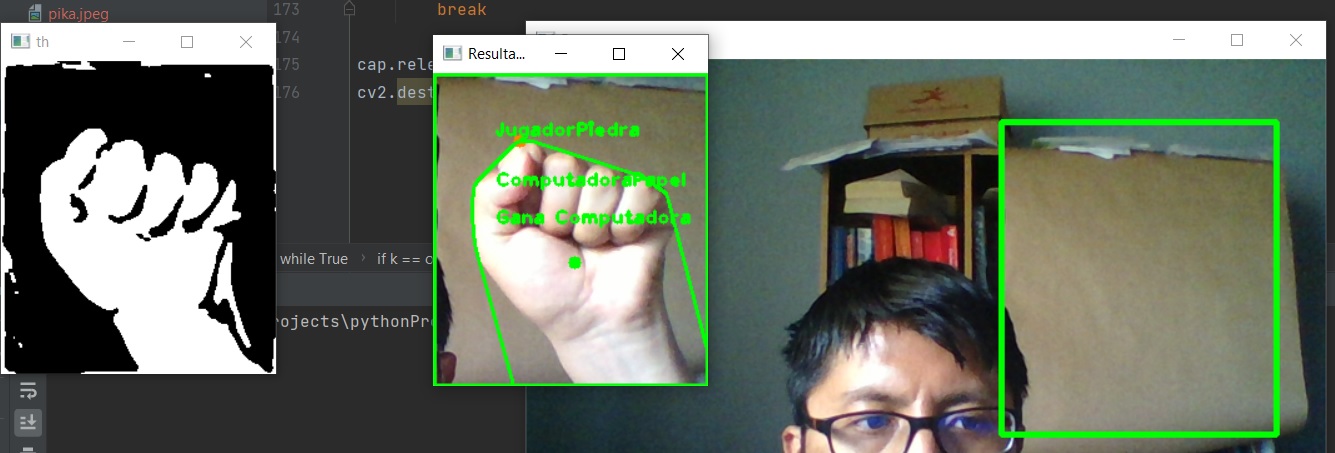 pika.jpeg
173
break
th
Resulta...
174
175
cap.rele
176
cv2.dest
JugadorPiedra
ComputadoraPapel
Gana Computadora
while True
if k == o
rojects\pythonPro